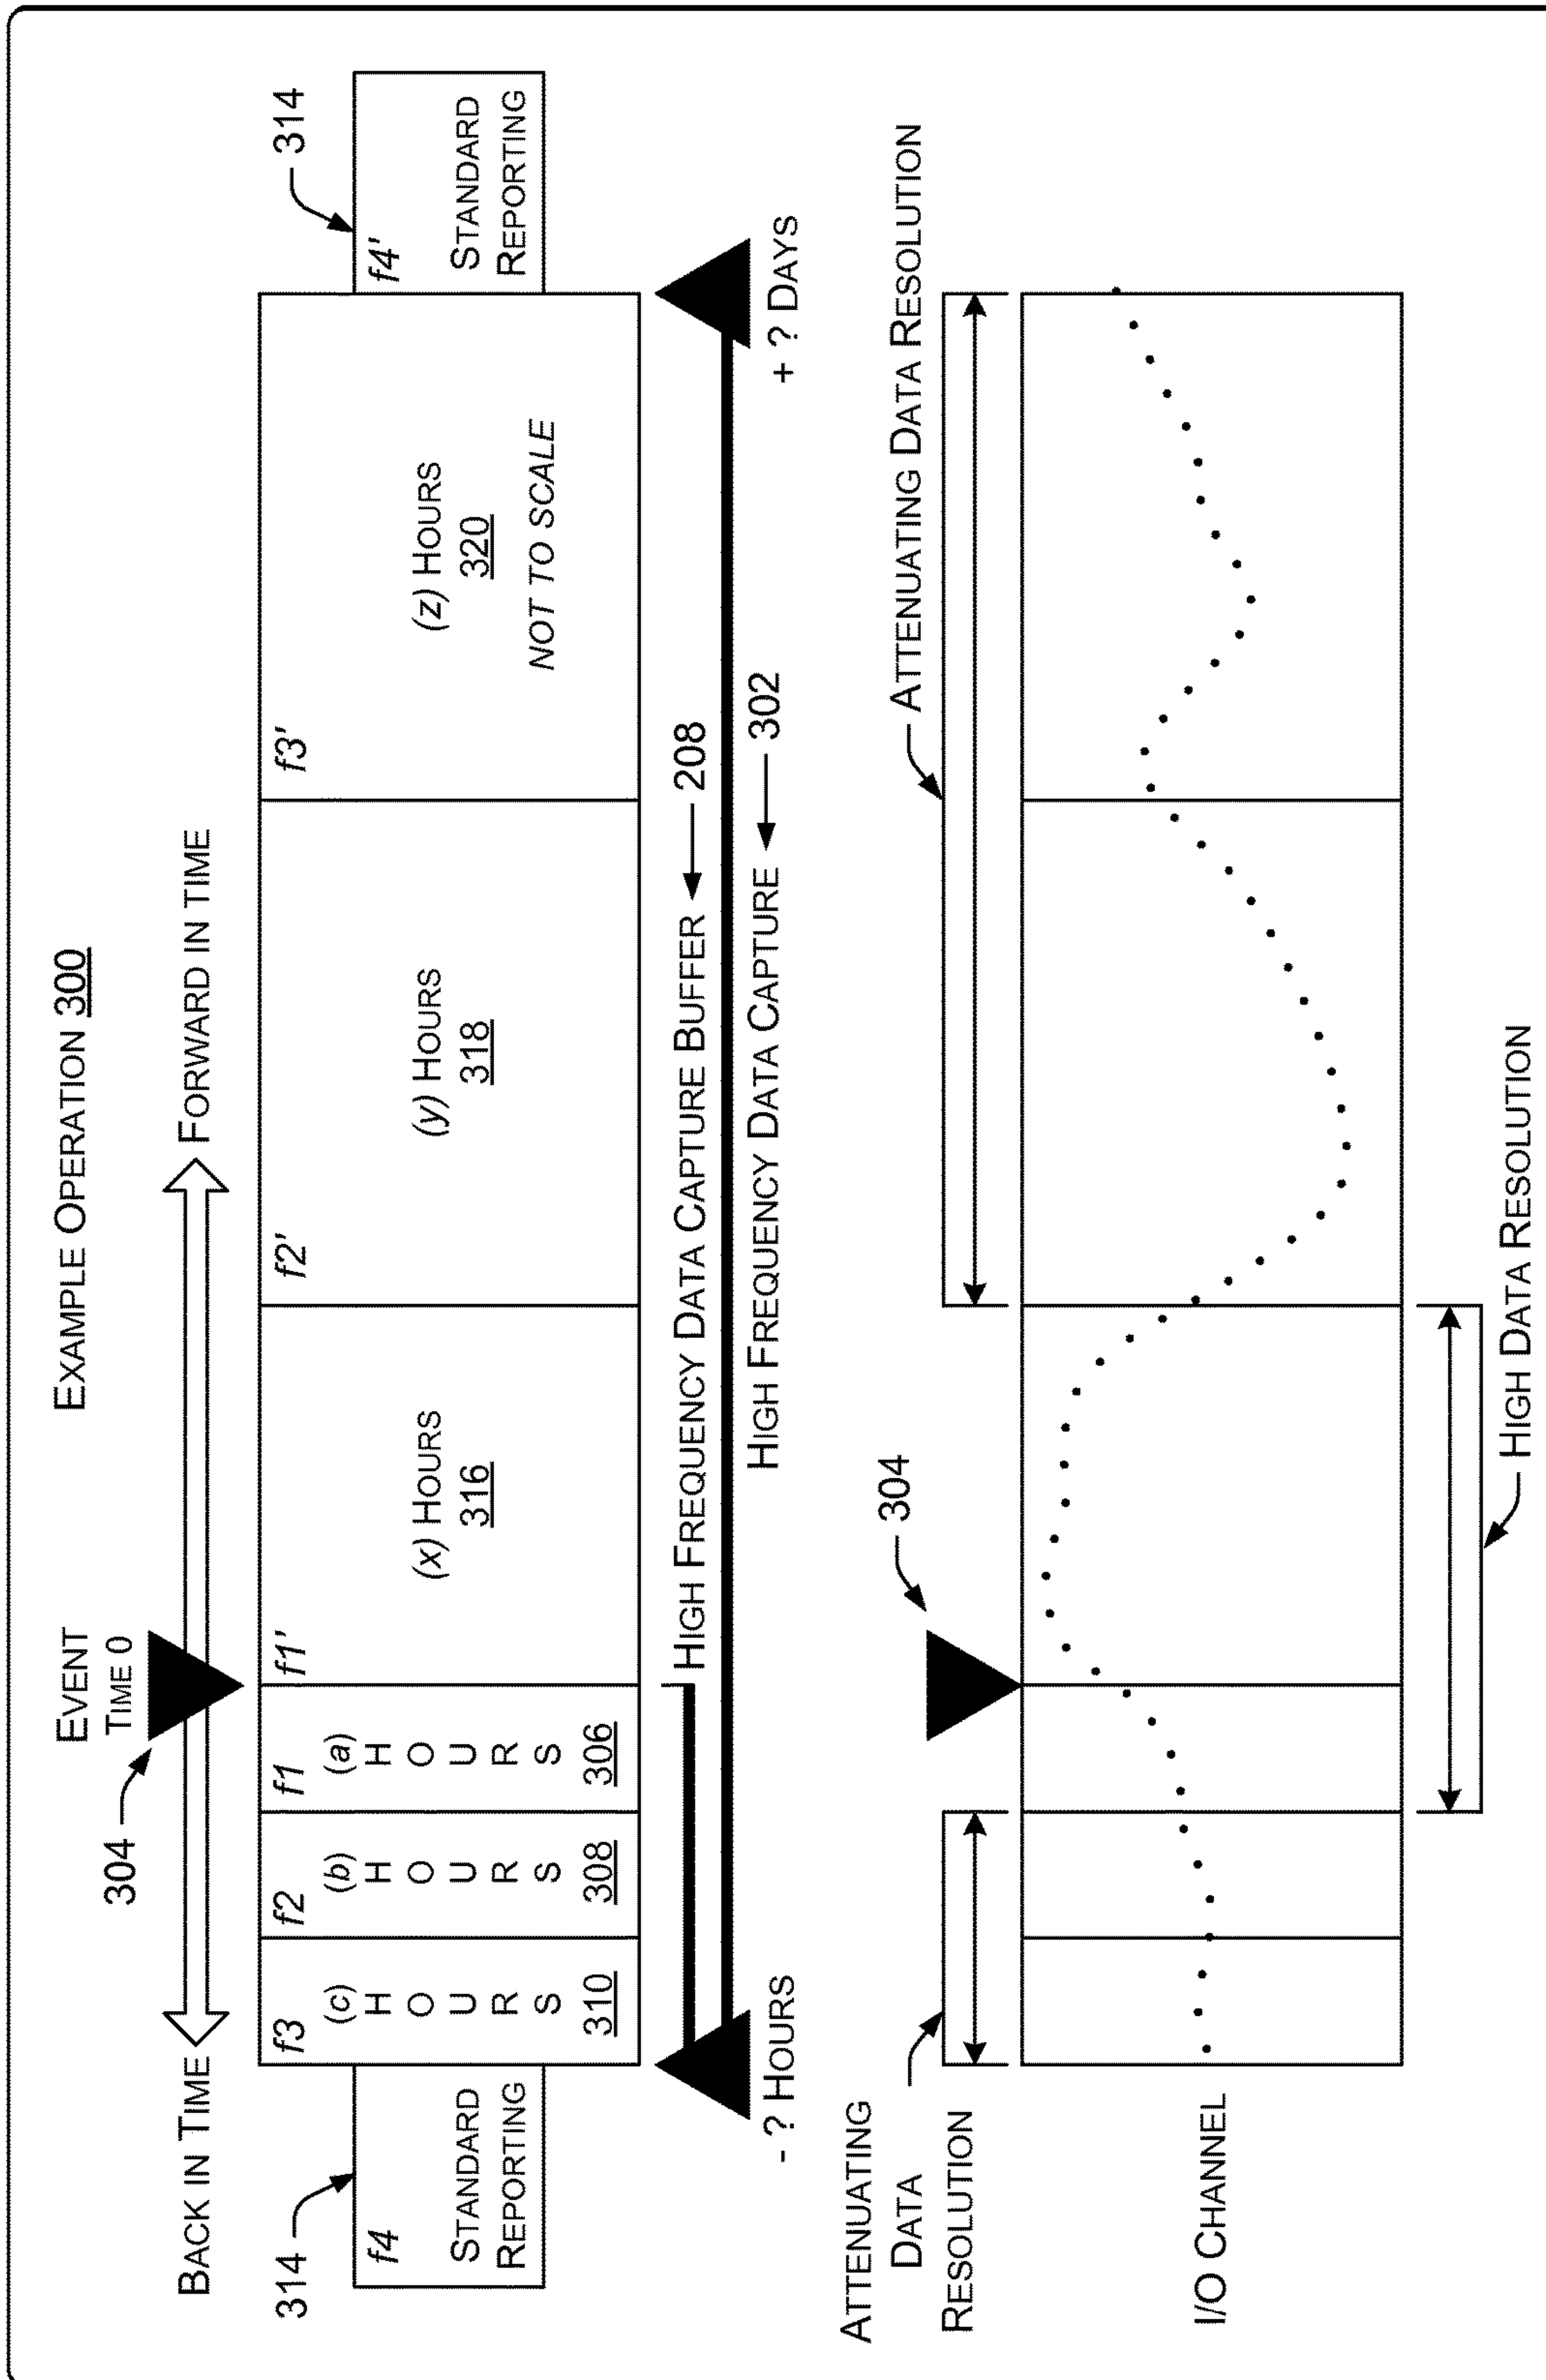 EXAMPLE OPERATION 300
EVENT
TIME 0
304
BACK IN TIME
FORWARD IN TIME
314
f4
STANDARD
REPORTING
f3
(c)
H
O
U
R
S
310
f2
(b)
H
O
U
R
S
308
f1
(a)
H
O
U
R
S
306
f1'
(x) HOURS
316
f2'
(y) HOURS
318
f3'
(z) HOURS
320
NOT TO SCALE
314
f4'
STANDARD
REPORTING
HIGH FREQUENCY DATA CAPTURE BUFFER
208
HIGH FREQUENCY DATA CAPTURE
302
- ? HOURS
+ ? DAYS
ATTENUATING
DATA
RESOLUTION
304
ATTENUATING DATA RESOLUTION
I/O CHANNEL
HIGH DATA RESOLUTION